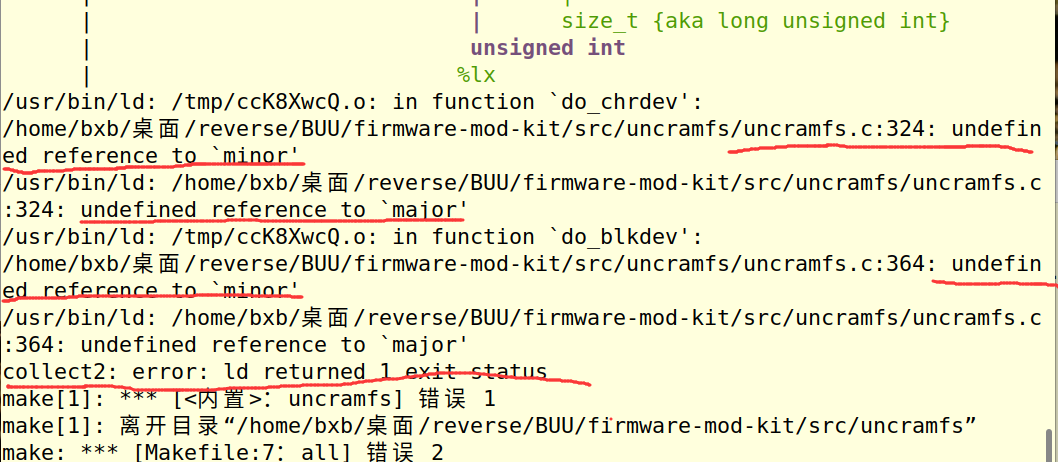 size_t {aka long unsigned int}
unsigned int
%lx
/usr/bin/ld: /tmp/ccK8XwcQ.o: in function `do_chrdev':
/home/bxb/桌面/reverse/BUU/firmware-mod-kit/src/uncramfs/uncramfs.c:324: undefin
ed reference to `minor'
/usr/bin/ld: /home/bxb/桌面/reverse/BUU/firmware-mod-kit/src/uncramfs/uncramfs.c
:324: undefined reference to `major'
/usr/bin/ld: /tmp/ccK8XwcQ.o: in function `do_blkdev':
/home/bxb/桌面/reverse/BUU/firmware-mod-kit/src/uncramfs/uncramfs.c:364: undefin
ed reference to `minor'
/usr/bin/ld: /home/bxb/桌面/reverse/BUU/firmware-mod-kit/src/uncramfs/uncramfs.c
:364: undefined reference to `major'
collect2: error: ld returned 1 exit status
make[1]: *** [<内置>：uncramfs] 错误 1
make[1]: 离开目录“/home/bxb/桌面/reverse/BUU/firmware-mod-kit/src/uncramfs”
make: *** [Makefile:7：all] 错误 2